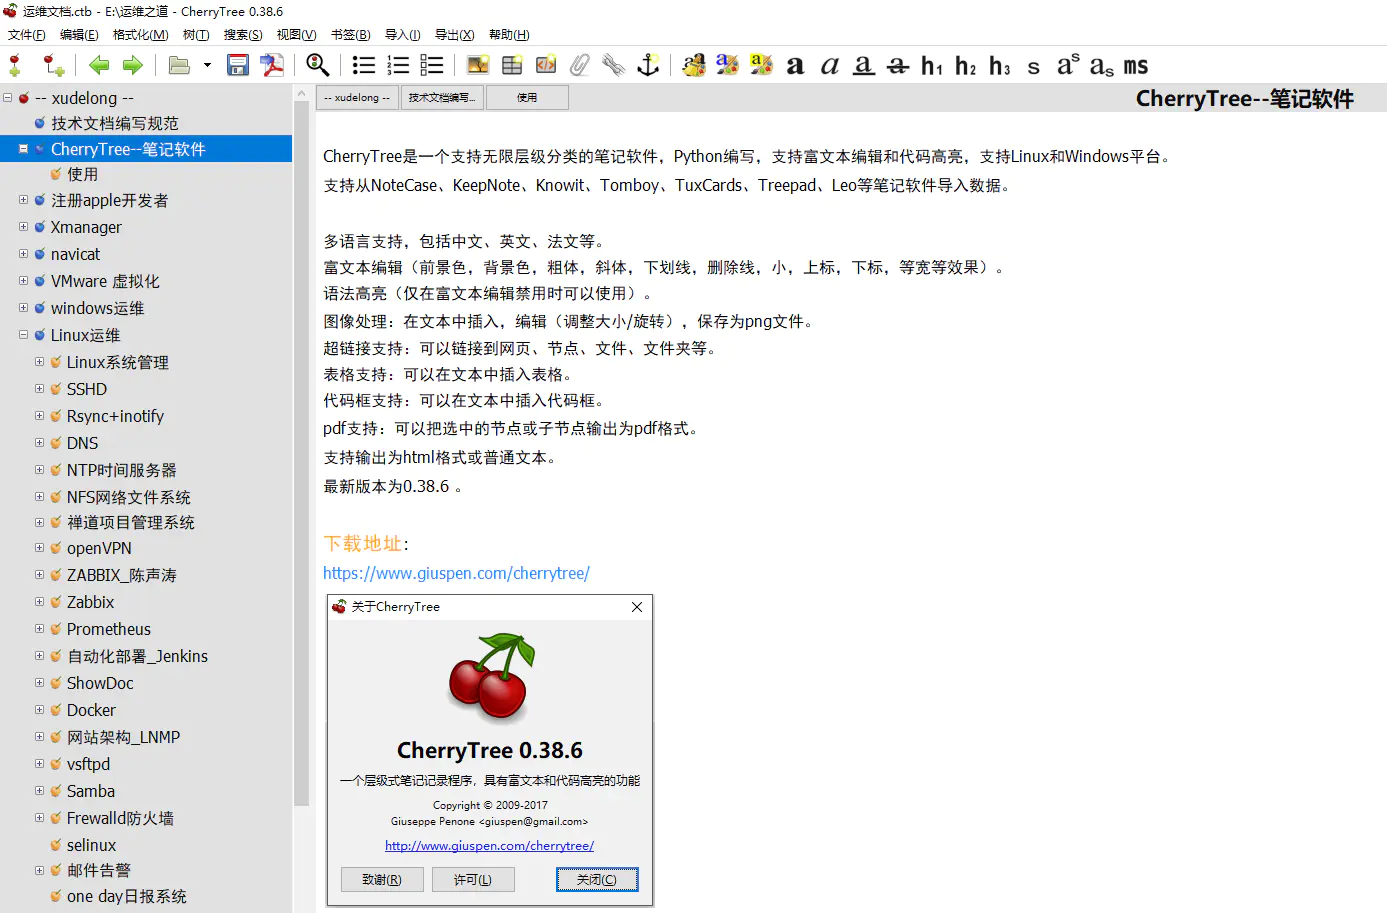 运维文档.ctb - E:\运维之道 - CherryTree 0.38.6
文件(F) 编辑(E) 格式化(M) 树(T) 搜索(S) 视图(V) 书签(B) 导入(I) 导出(X) 帮助(H)
a a a a h1 h2 h3 s a^s a_s ms
-- xudelong --
技术文档编写规范
CherryTree--笔记软件
使用
注册apple开发者
Xmanager
navicat
VMware 虚拟化
windows运维
Linux运维
Linux系统管理
SSHD
Rsync+inotify
DNS
NTP时间服务器
NFS网络文件系统
禅道项目管理系统
openVPN
ZABBIX_陈声涛
Zabbix
Prometheus
自动化部署_Jenkins
ShowDoc
Docker
网站架构_LNMP
vsftpd
Samba
Frewalld防火墙
selinux
邮件告警
one day日报系统
-- xudelong -- 技术文档编写... 使用
CherryTree--笔记软件
CherryTree是一个支持无限层级分类的笔记软件，Python编写，支持富文本编辑和代码高亮，支持Linux和Windows平台。
支持从NoteCase、KeepNote、Knowit、Tomboy、TuxCards、Treepad、Leo等笔记软件导入数据。
多语言支持，包括中文、英文、法文等。
富文本编辑（前景色，背景色，粗体，斜体，下划线，删除线，小，上标，下标，等宽等效果）。
语法高亮（仅在富文本编辑禁用时可以使用）。
图像处理：在文本中插入，编辑（调整大小/旋转），保存为png文件。
超链接支持：可以链接到网页、节点、文件、文件夹等。
表格支持：可以在文本中插入表格。
代码框支持：可以在文本中插入代码框。
pdf支持：可以把选中的节点或子节点输出为pdf格式。
支持输出为html格式或普通文本。
最新版本为0.38.6 。
下载地址：
https://www.giuspen.com/cherrytree/
关于CherryTree
CherryTree 0.38.6
一个层级式笔记记录程序，具有富文本和代码高亮的功能
Copyright © 2009-2017
Giuseppe Penone <giuspen@gmail.com>
http://www.giuspen.com/cherrytree/
致谢(R) 许可(L) 关闭(C)